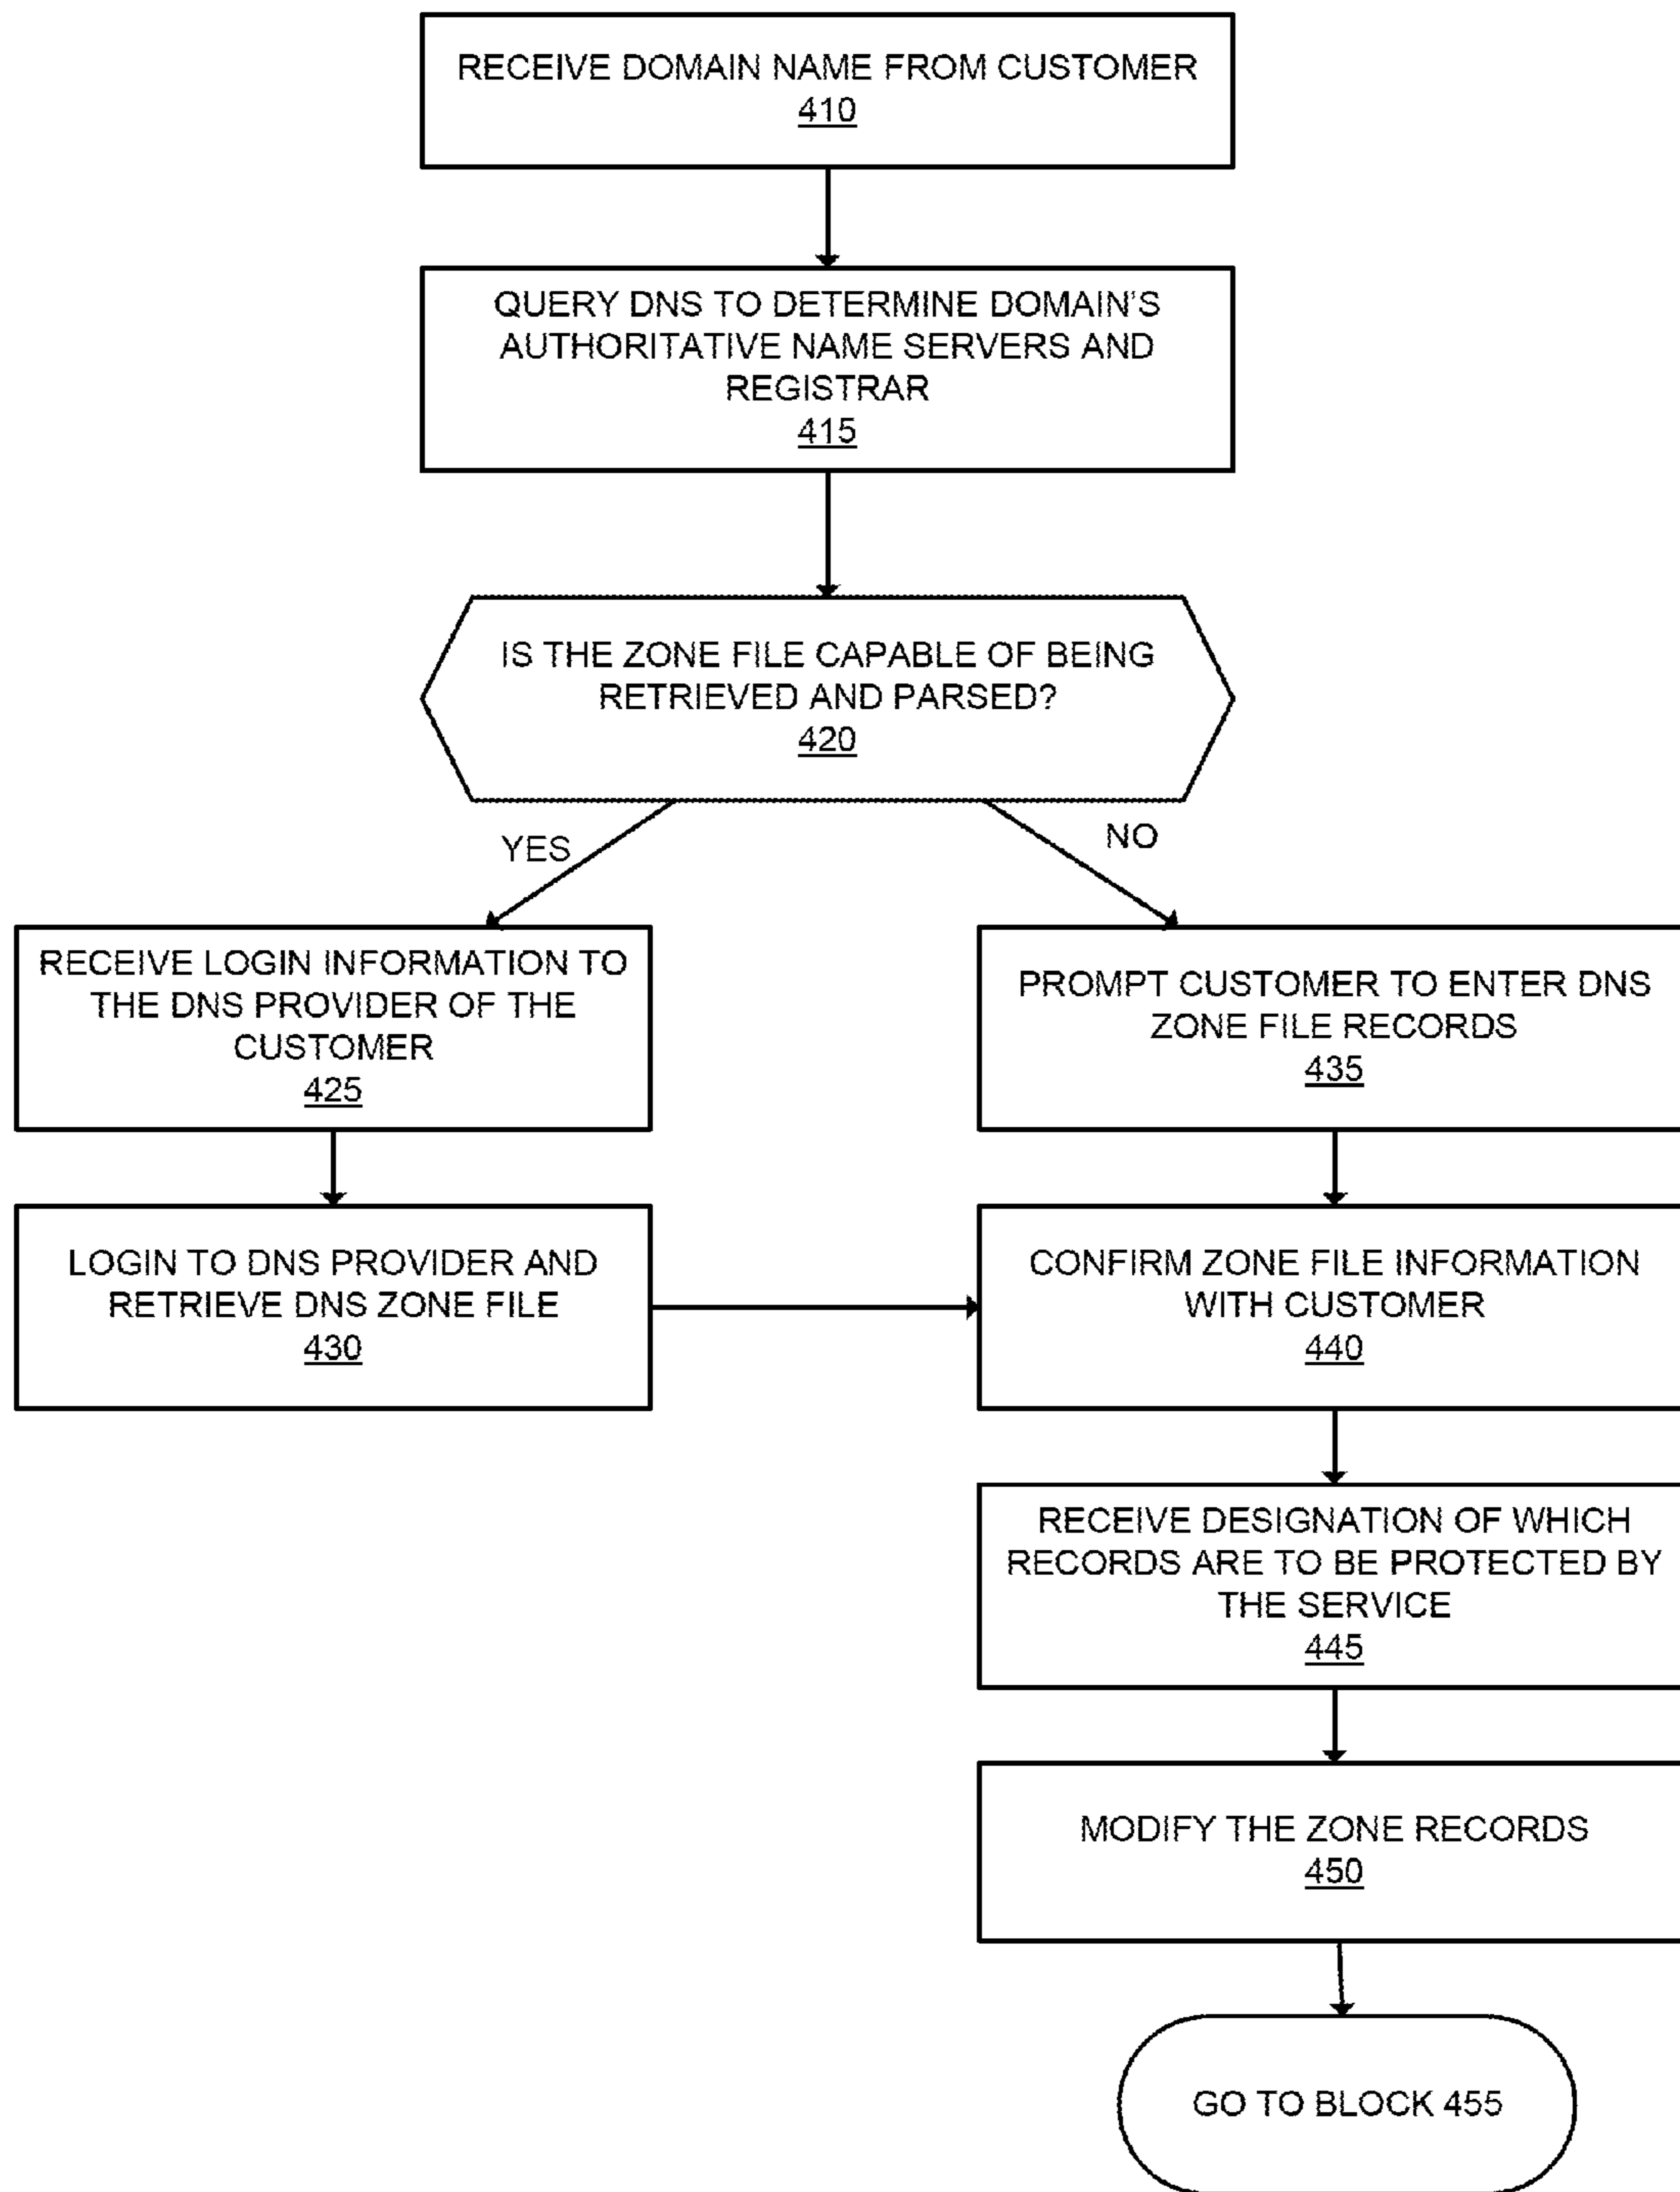 RECEIVE DOMAIN NAME FROM CUSTOMER
410
QUERY DNS TO DETERMINE DOMAIN'S
AUTHORITATIVE NAME SERVERS AND
REGISTRAR
415
IS THE ZONE FILE CAPABLE OF BEING
RETRIEVED AND PARSED?
420
YES
NO
RECEIVE LOGIN INFORMATION TO
THE DNS PROVIDER OF THE
CUSTOMER
425
PROMPT CUSTOMER TO ENTER DNS
ZONE FILE RECORDS
435
LOGIN TO DNS PROVIDER AND
RETRIEVE DNS ZONE FILE
430
CONFIRM ZONE FILE INFORMATION
WITH CUSTOMER
440
RECEIVE DESIGNATION OF WHICH
RECORDS ARE TO BE PROTECTED BY
THE SERVICE
445
MODIFY THE ZONE RECORDS
450
GO TO BLOCK 455